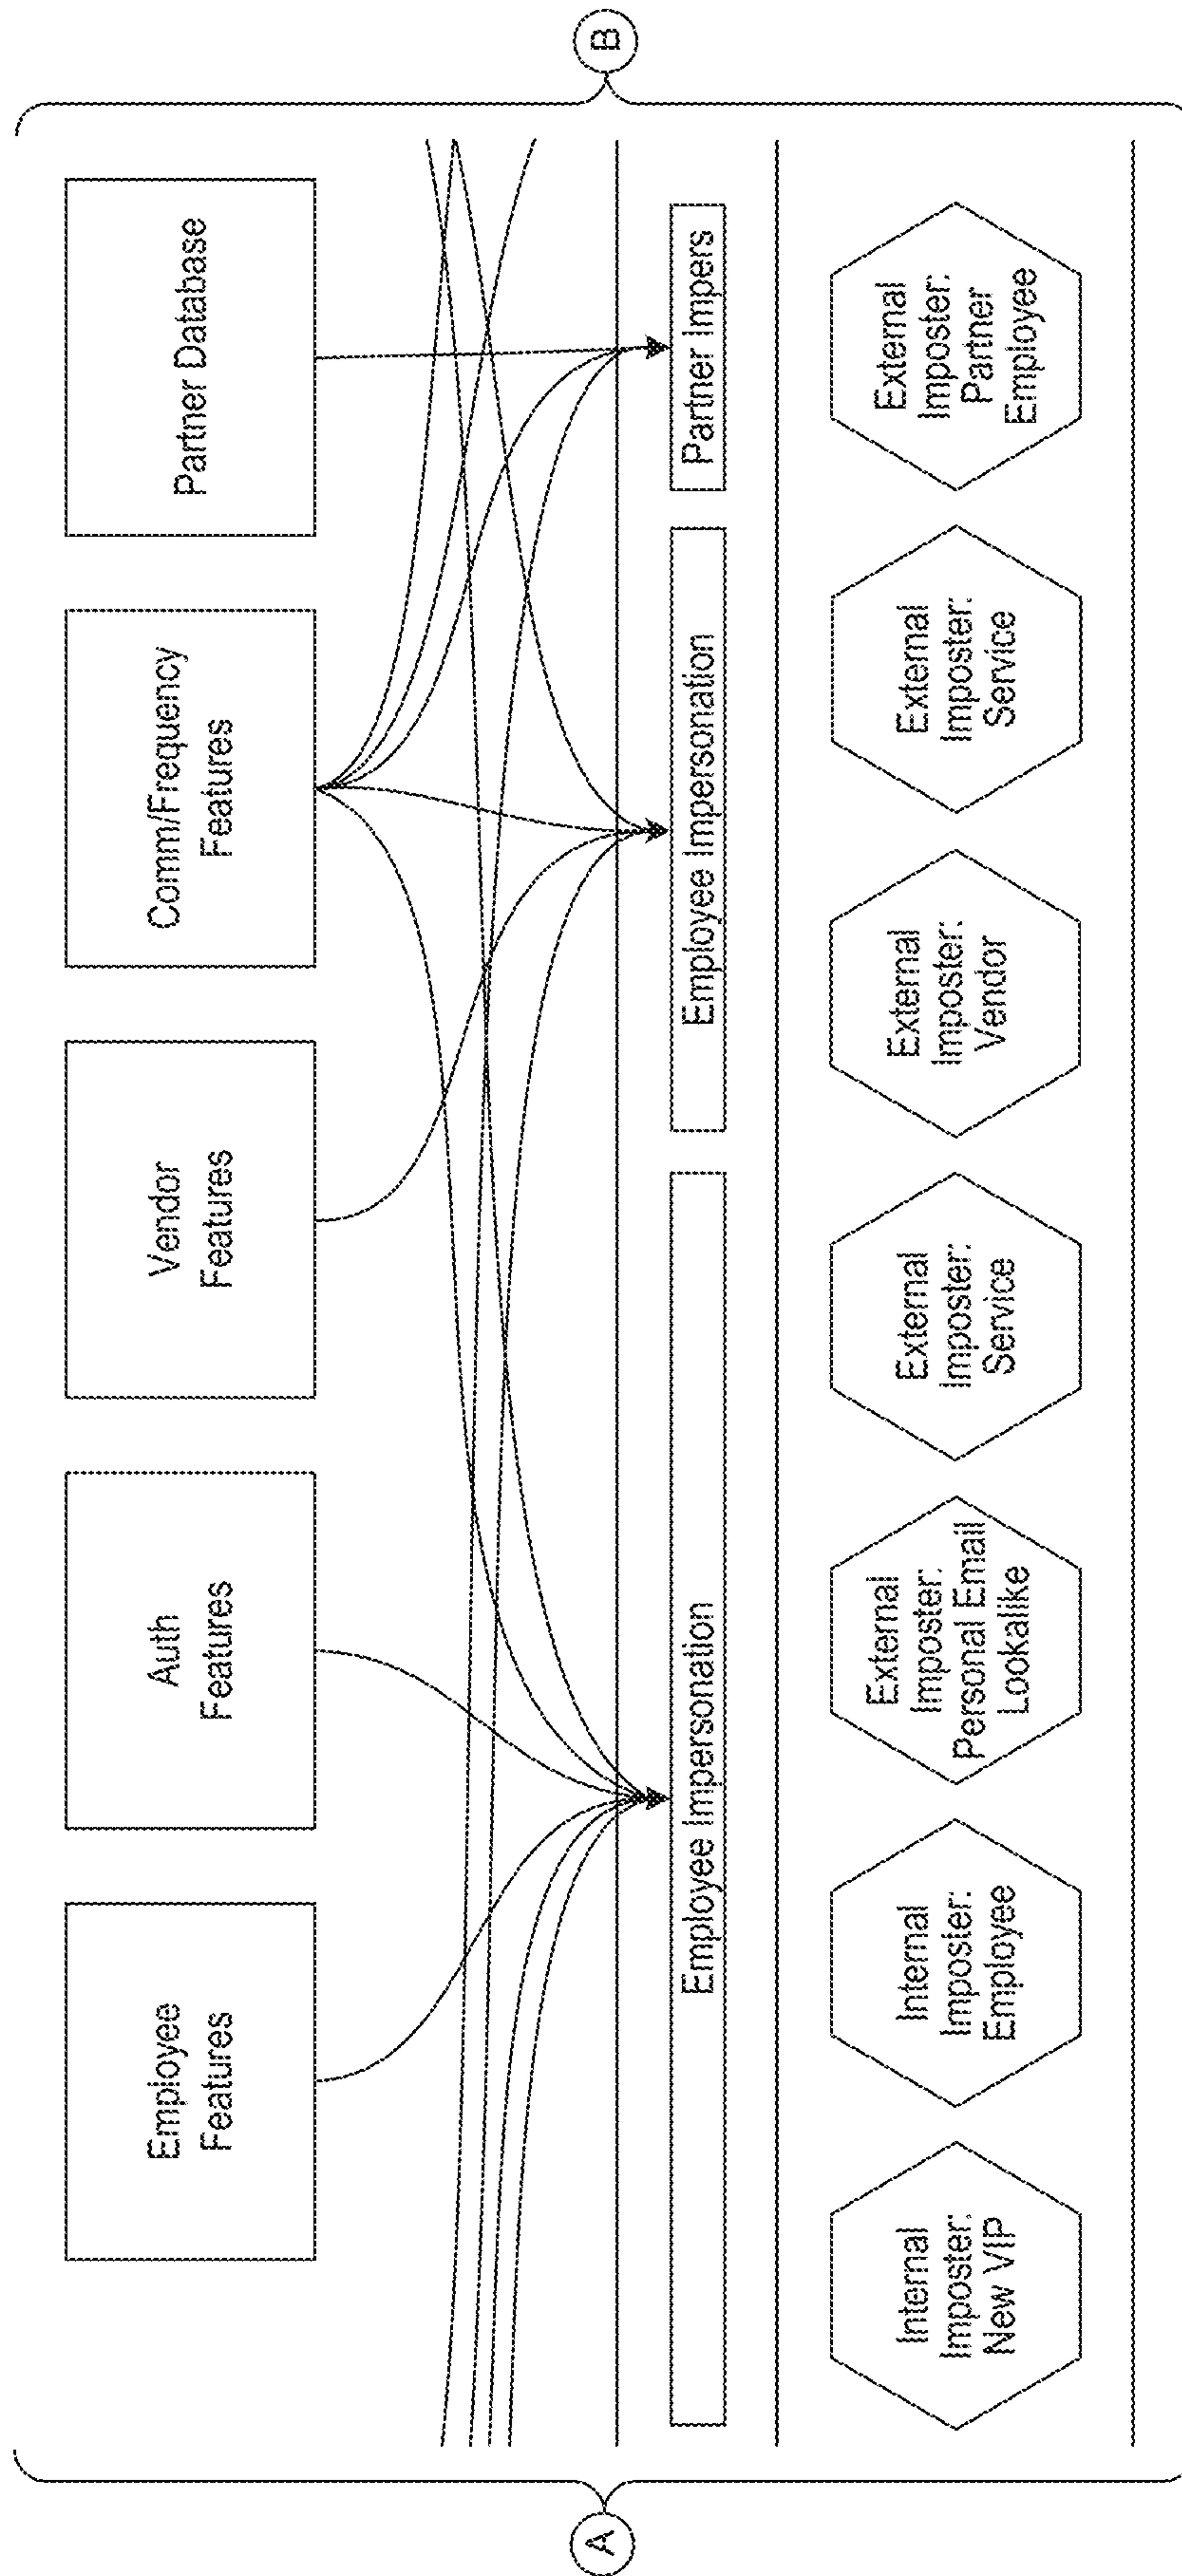 A
Employee
Features
Auth
Features
Vendor
Features
Comm/Frequency
Features
Partner Database
Employee Impersonation
Employee Impersonation
Partner Impers
Internal
Imposter:
New VIP
Internal
Imposter:
Employee
External
Imposter:
Personal Email
Lookalike
External
Imposter:
Service
External
Imposter:
Vendor
External
Imposter:
Service
External
Imposter:
Partner
Employee
B